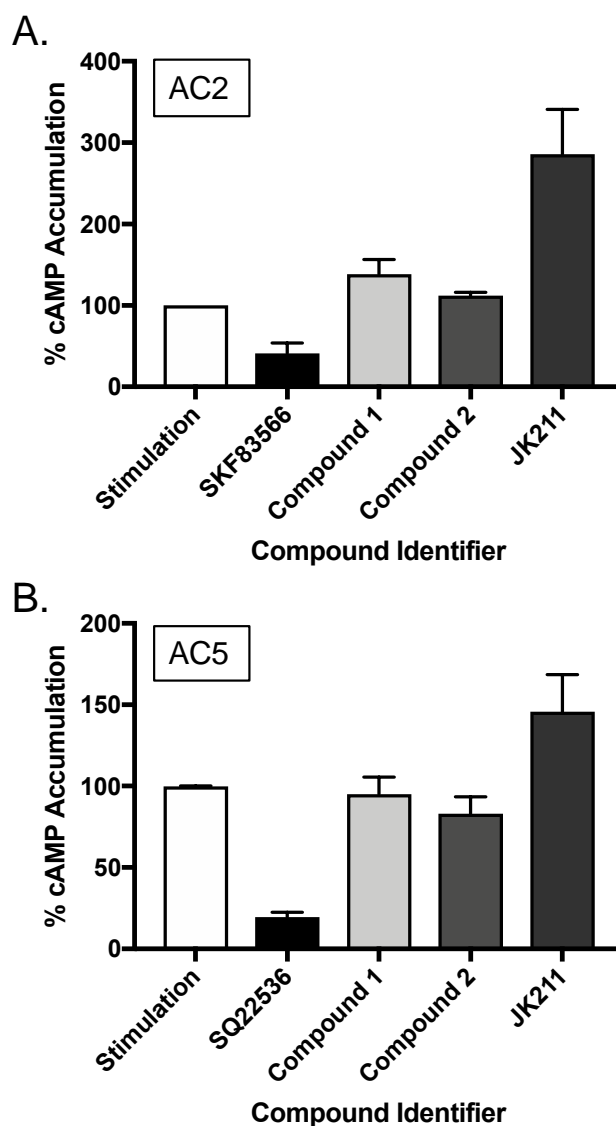 A.
AC2
% cAMP Accumulation
400
300
200
100
0
Stimulation
SKF83566
Compound 1
Compound 2
JK211
Compound Identifier
B.
AC5
% cAMP Accumulation
200
150
100
50
0
Stimulation
SQ22536
Compound 1
Compound 2
JK211
Compound Identifier